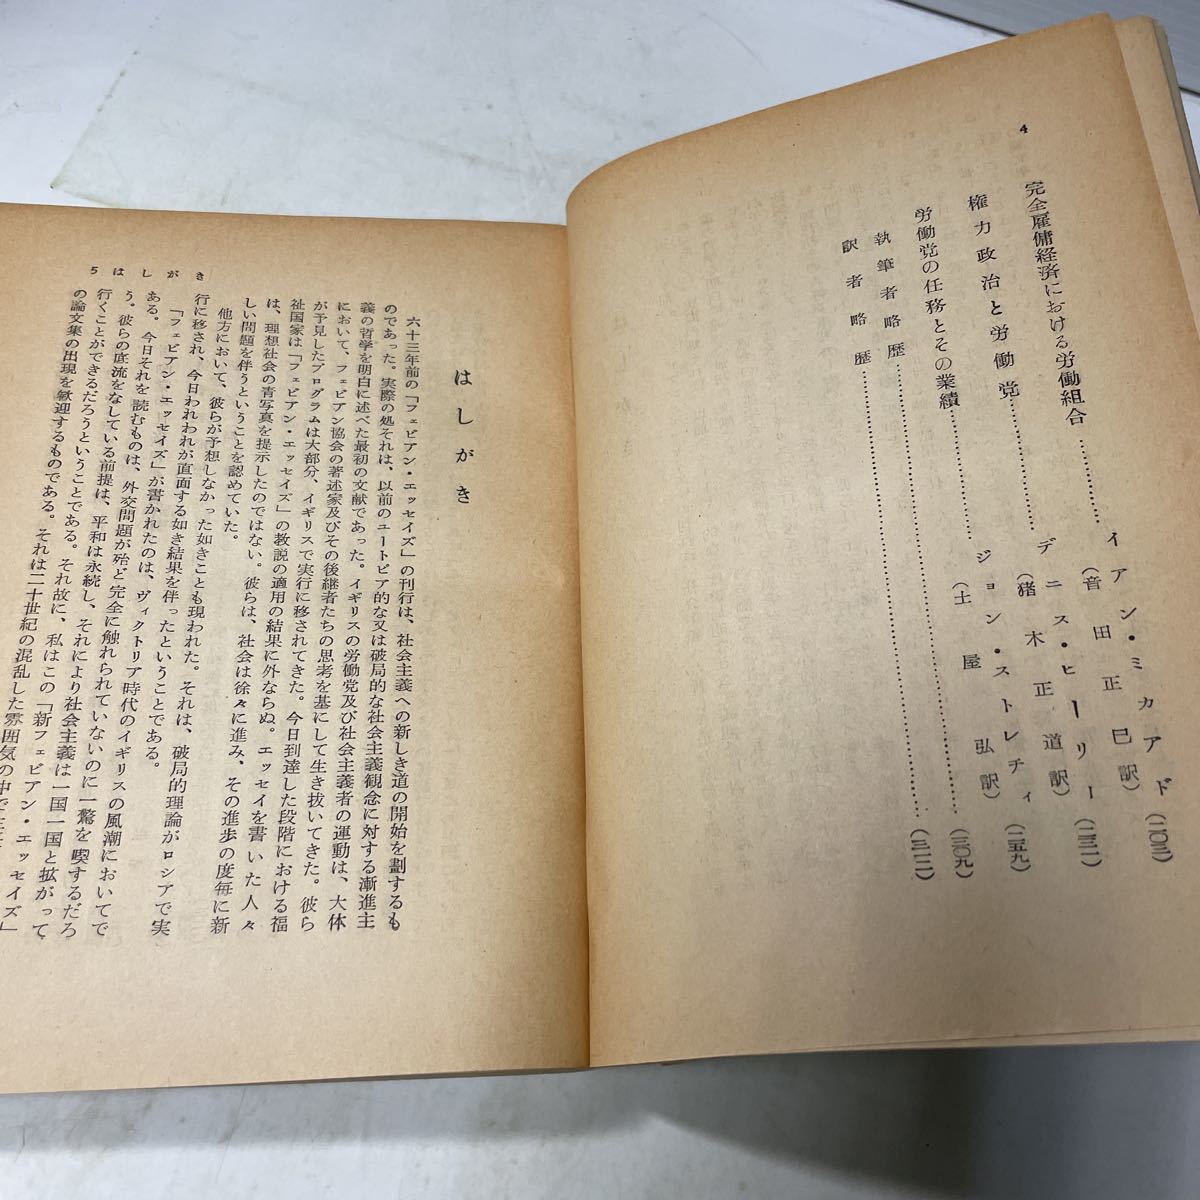 4
完全雇傭経済における労働組合…………イアン・ミカアド(二〇三)
(音田正巳訳)
権力政治と労働党………………デニス・ヒーリー(二三一)
(猪木正道訳)
労働党の任務とその業績………………ジョン・ストレチィ(二五九)
(土屋弘訳)
執筆者略歴………………(三〇九)
訳者略歴………………(三一一)
はしがき
六十三年前の「フェビアン・エッセイズ」の刊行は、社会主義への新しき道の開始を劃するも
のであった。実際の処それは、以前のユートピア的な又は破局的な社会主義観念に対する漸進主
義の哲学を明白に述べた最初の文献であった。イギリスの労働党及び社会主義者の運動は、大体
において、フェビアン協会の著述家及びその後継者たちの思考を基にして生き抜いてきた。彼ら
が予見したプログラムは大部分、イギリスで実行に移されてきた。今日到達した段階における福
祉国家は「フェビアン・エッセイズ」の教説の適用の結果に外ならぬ。エッセイを書いた人々
は、理想社会の青写真を提示したのではない。彼らは、社会は徐々に進み、その進歩の度毎に新
しい問題を伴うということを認めていた。
他方において、彼らが予想しなかった如きことも現われた。それは、破局的理論がロシアで実
行に移され、今日われわれが直面する如き結果を伴ったということである。
「フェビアン・エッセイズ」が書かれたのは、ヴィクトリア時代のイギリスの風潮においてで
ある。今日それを読むものは、外交問題が殆ど完全に触れられていないのに一驚を喫するだろ
う。彼らの底流をなしている前提は、平和は永続し、それにより社会主義は一国一国と拡がって
行くことができるだろうということである。それ故に、私はこの「新フェビアン・エッセイズ」
の論文集の出現を歓迎するものである。それは二十世紀の混乱した雰囲気の中で
5 はしがき